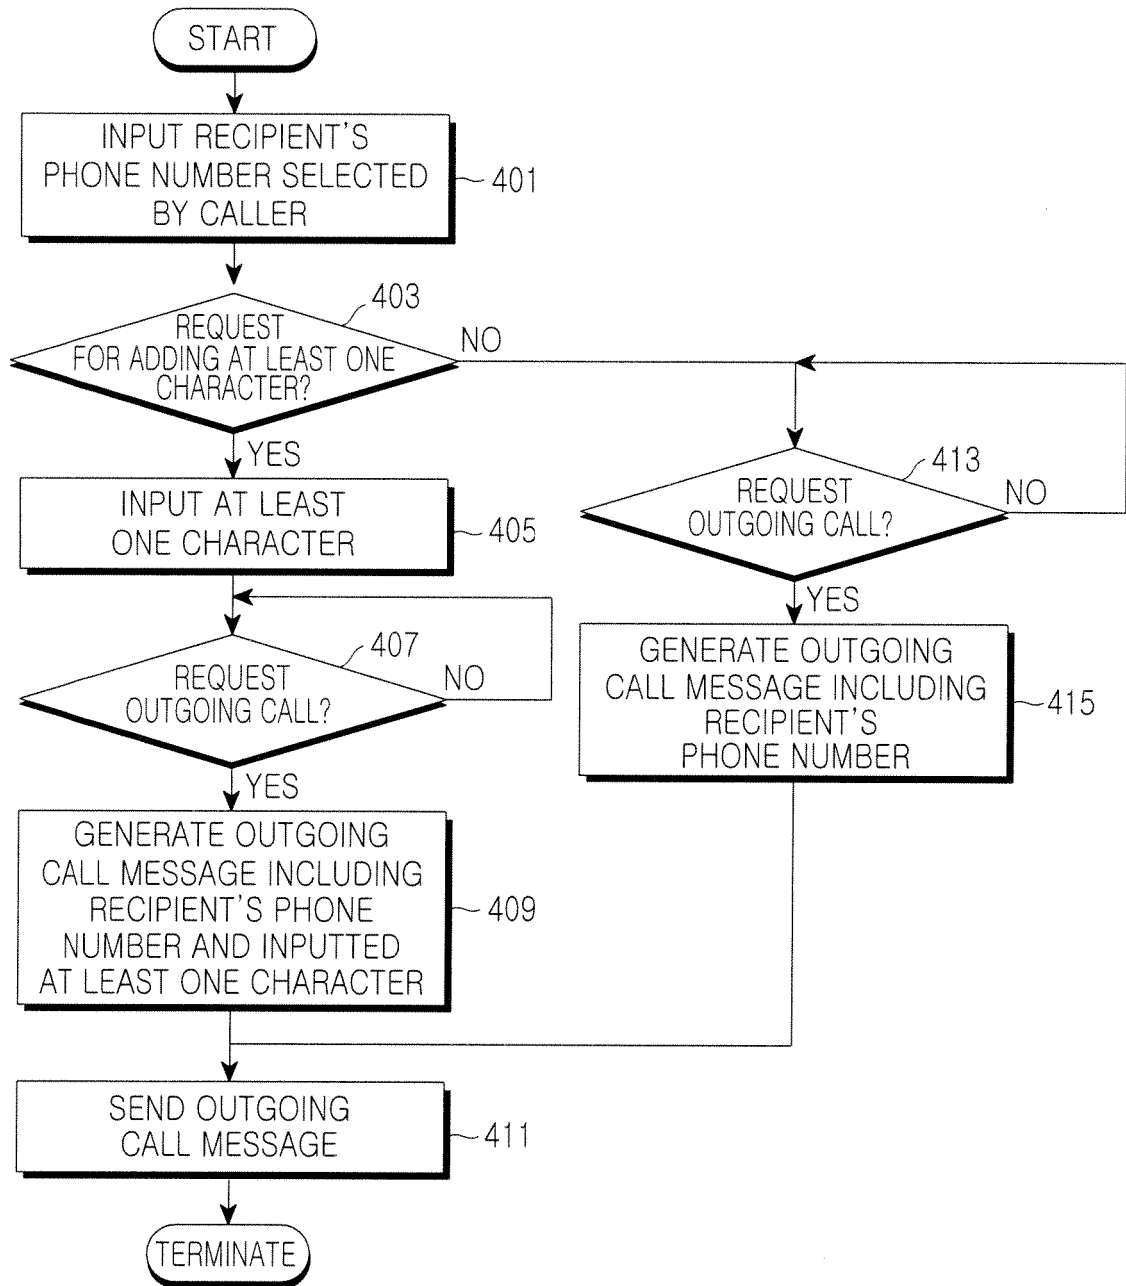 START
INPUT RECIPIENT'S
PHONE NUMBER SELECTED
BY CALLER
401
403
REQUEST
FOR ADDING AT LEAST ONE
CHARACTER?
NO
YES
INPUT AT LEAST
ONE CHARACTER
405
407
REQUEST
OUTGOING CALL?
NO
YES
GENERATE OUTGOING
CALL MESSAGE INCLUDING
RECIPIENT'S PHONE
NUMBER AND INPUTTED
AT LEAST ONE CHARACTER
409
413
REQUEST
OUTGOING CALL?
NO
YES
GENERATE OUTGOING
CALL MESSAGE INCLUDING
RECIPIENT'S
PHONE NUMBER
415
SEND OUTGOING
CALL MESSAGE
411
TERMINATE